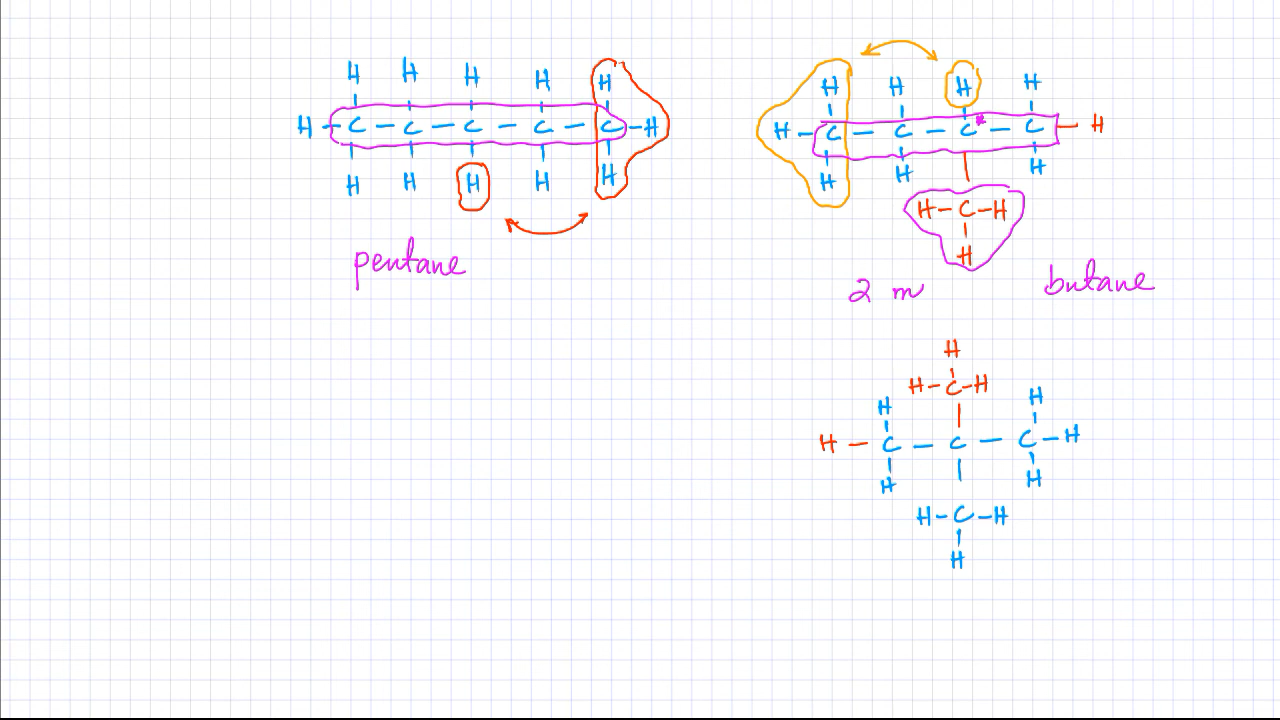 H H H H H
H - C - C - C - C - C - H
H H H H H
pentane
H H H H
H - C - C - C* - C - H
H H H
H - C - H
H
2 m butane
H
H - C - H
H H
H - C - C - C - H
H H
H - C - H
H